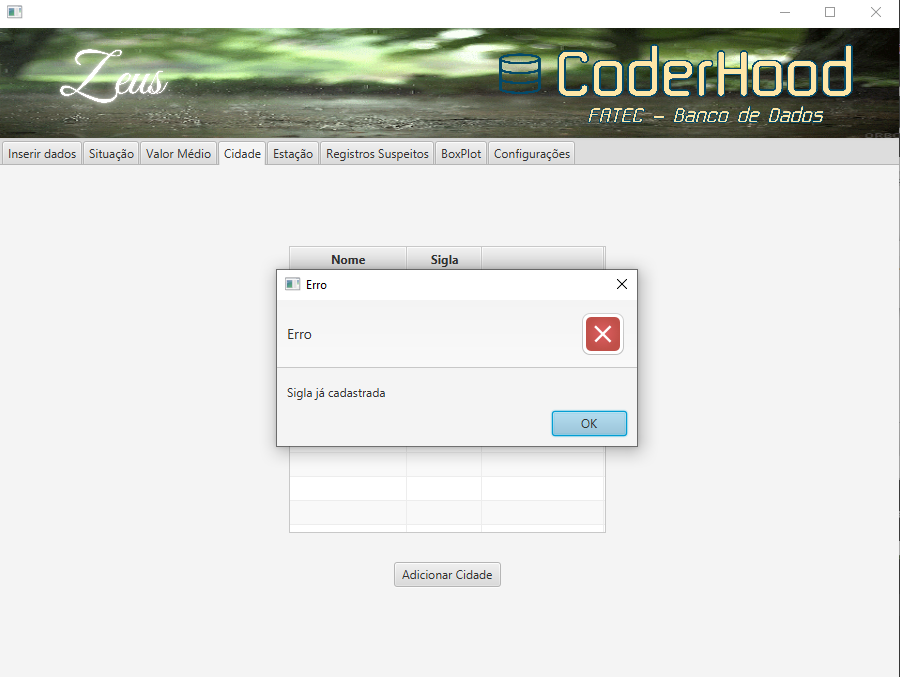 Zeus
CoderHood
FATEC - Banco de Dados
Inserir dados Situação Valor Médio Cidade Estação Registros Suspeitos BoxPlot Configurações
Nome Sigla
Erro
Erro
Sigla já cadastrada
OK
Adicionar Cidade